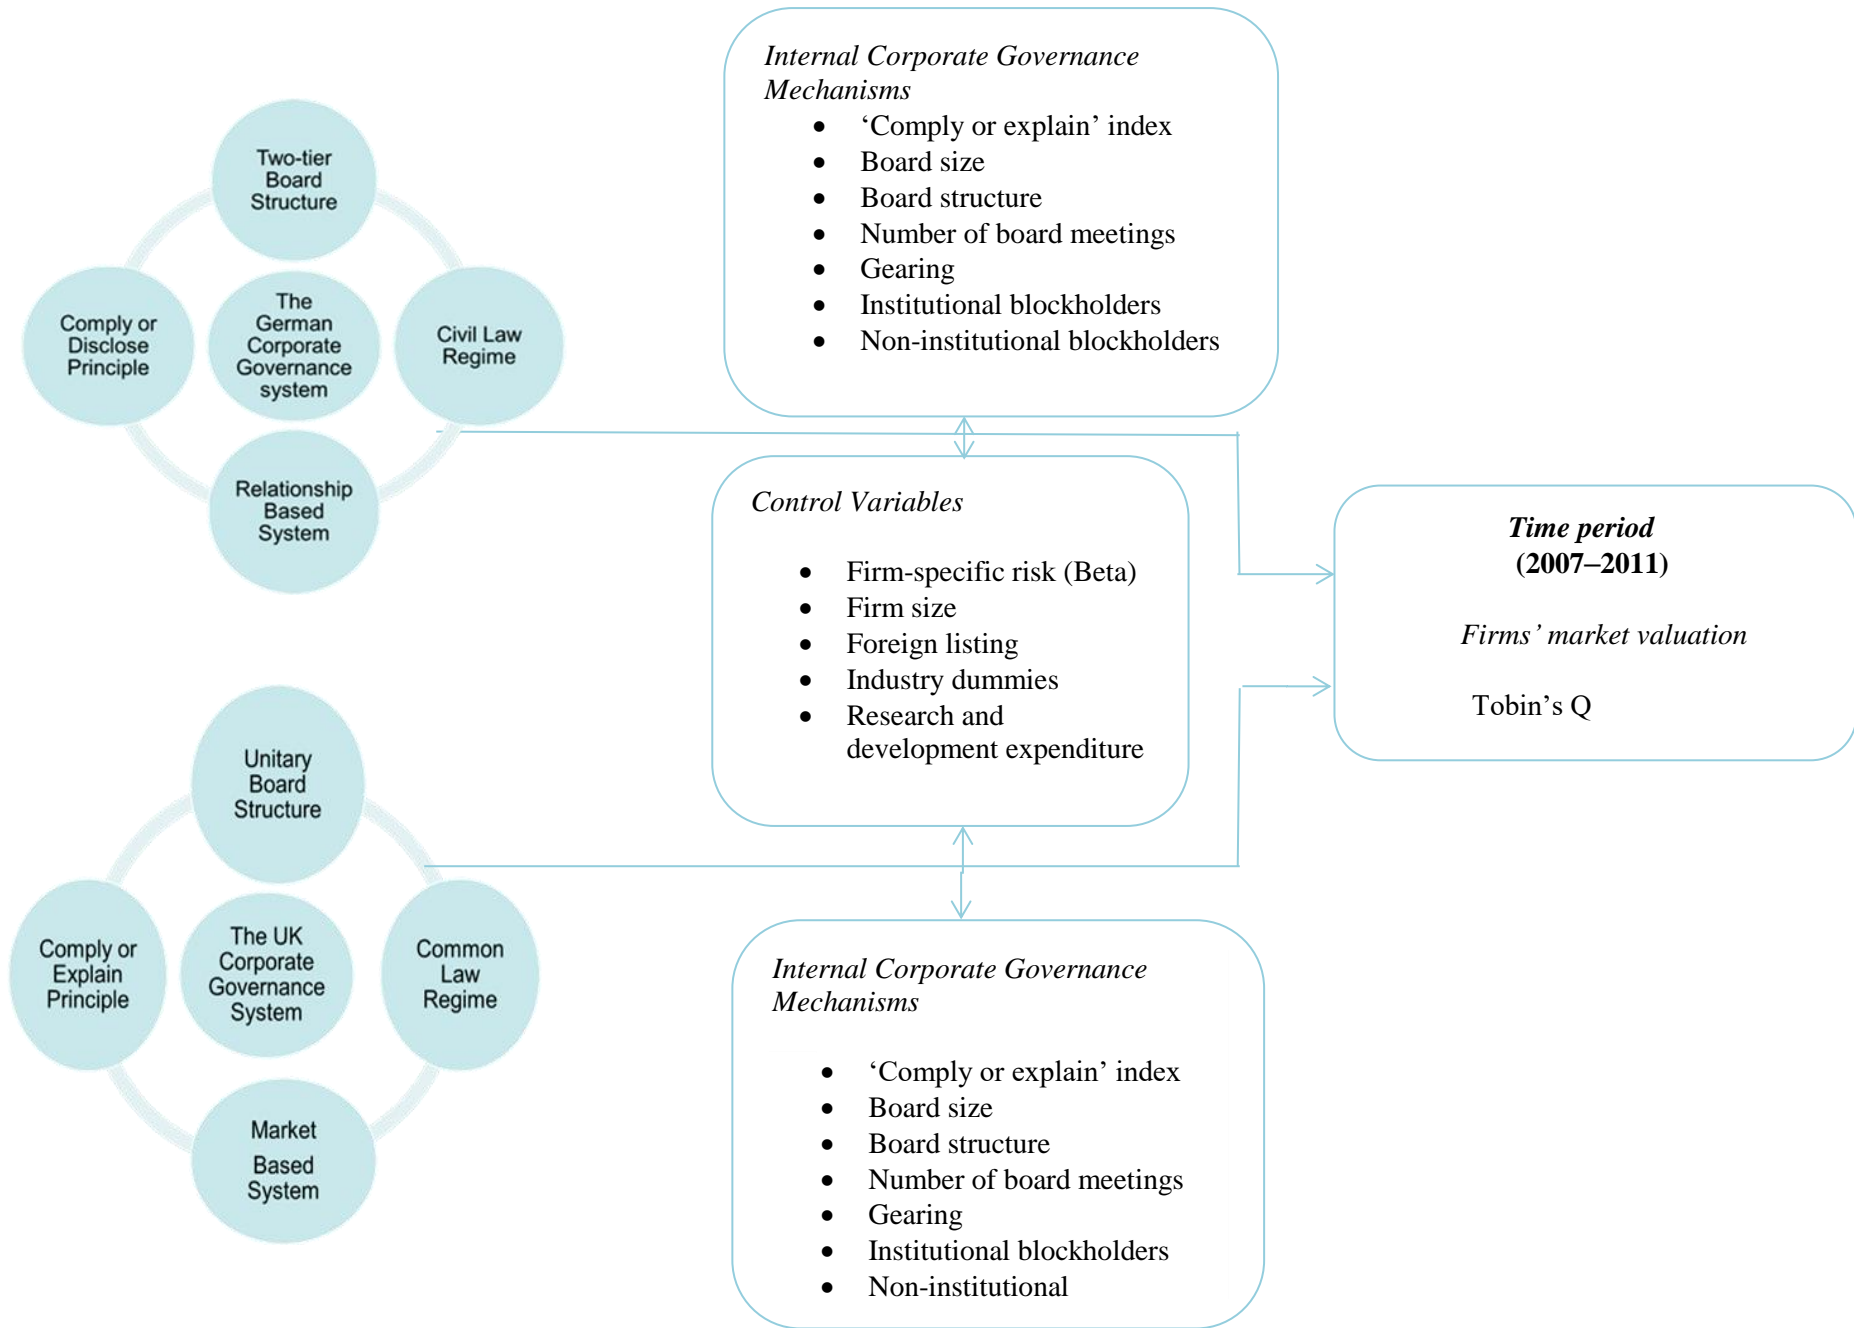 Two-tier
Board
Structure
Comply or
Disclose
Principle
The
German
Corporate
Governance
system
Civil Law
Regime
Relationship
Based
System
Internal Corporate Governance
Mechanisms
• ‘Comply or explain’ index
• Board size
• Board structure
• Number of board meetings
• Gearing
• Institutional blockholders
• Non-institutional blockholders
Control Variables
• Firm-specific risk (Beta)
• Firm size
• Foreign listing
• Industry dummies
• Research and
development expenditure
Time period
(2007–2011)
Firms’ market valuation
Tobin’s Q
Unitary
Board
Structure
Comply or
Explain
Principle
The UK
Corporate
Governance
System
Common
Law
Regime
Market
Based
System
Internal Corporate Governance
Mechanisms
• ‘Comply or explain’ index
• Board size
• Board structure
• Number of board meetings
• Gearing
• Institutional blockholders
• Non-institutional